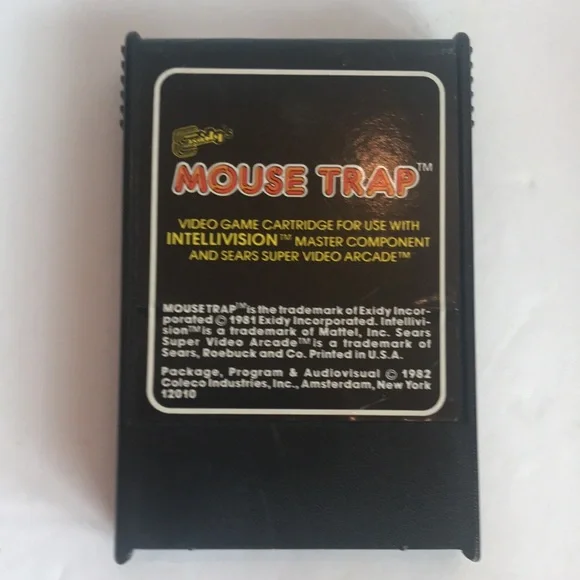 Exidy's
MOUSE TRAP™
VIDEO GAME CARTRIDGE FOR USE WITH
INTELLIVISION™ MASTER COMPONENT
AND SEARS SUPER VIDEO ARCADE™
MOUSETRAP™ is the trademark of Exidy Incor-
porated © 1981 Exidy Incorporated. Intellivi-
sion™ is a trademark of Mattel, Inc. Sears
Super Video Arcade™ is a trademark of
Sears, Roebuck and Co. Printed in U.S.A.
Package, Program & Audiovisual © 1982
Coleco Industries, Inc., Amsterdam, New York
12010